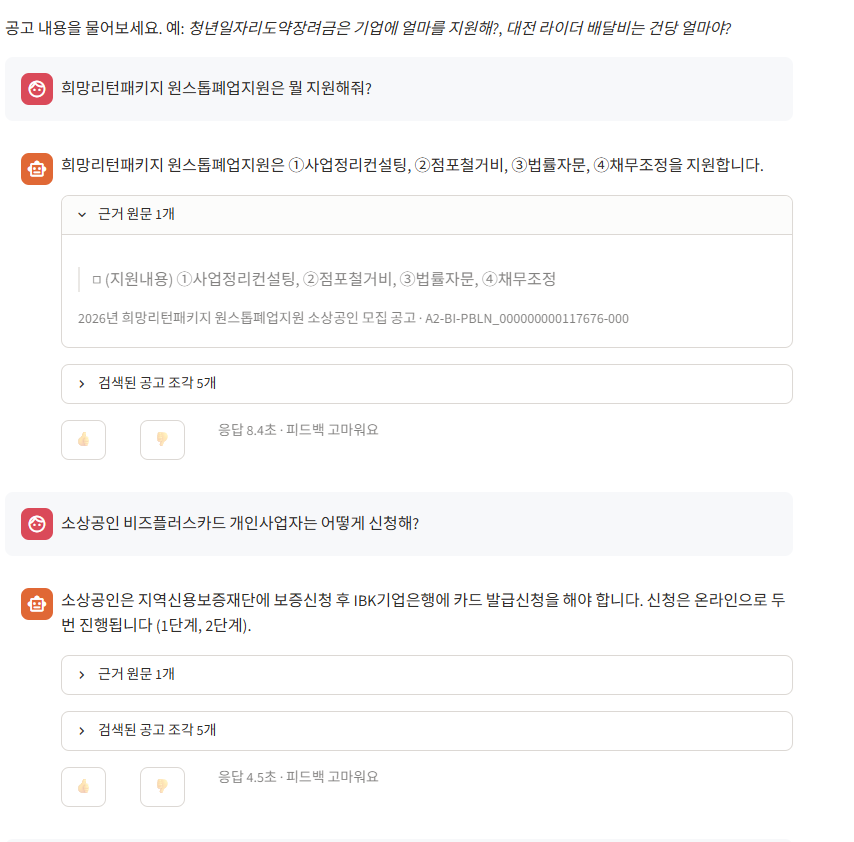 공고 내용을 물어보세요. 예: 청년일자리도약장려금은 기업에 얼마를 지원해?, 대전 라이더 배달비는 건당 얼마야?
희망리턴패키지 원스톱폐업지원은 뭘 지원해줘?
희망리턴패키지 원스톱폐업지원은 ①사업정리컨설팅, ②점포철거비, ③법률자문, ④채무조정을 지원합니다.
근거 원문 1개
□ (지원내용) ①사업정리컨설팅, ②점포철거비, ③법률자문, ④채무조정
2026년 희망리턴패키지 원스톱폐업지원 소상공인 모집 공고 · A2-BI-PBLN_000000000117676-000
검색된 공고 조각 5개
응답 8.4초 · 피드백 고마워요
소상공인 비즈플러스카드 개인사업자는 어떻게 신청해?
소상공인은 지역신용보증재단에 보증신청 후 IBK기업은행에 카드 발급신청을 해야 합니다. 신청은 온라인으로 두
번 진행됩니다 (1단계, 2단계).
근거 원문 1개
검색된 공고 조각 5개
응답 4.5초 · 피드백 고마워요